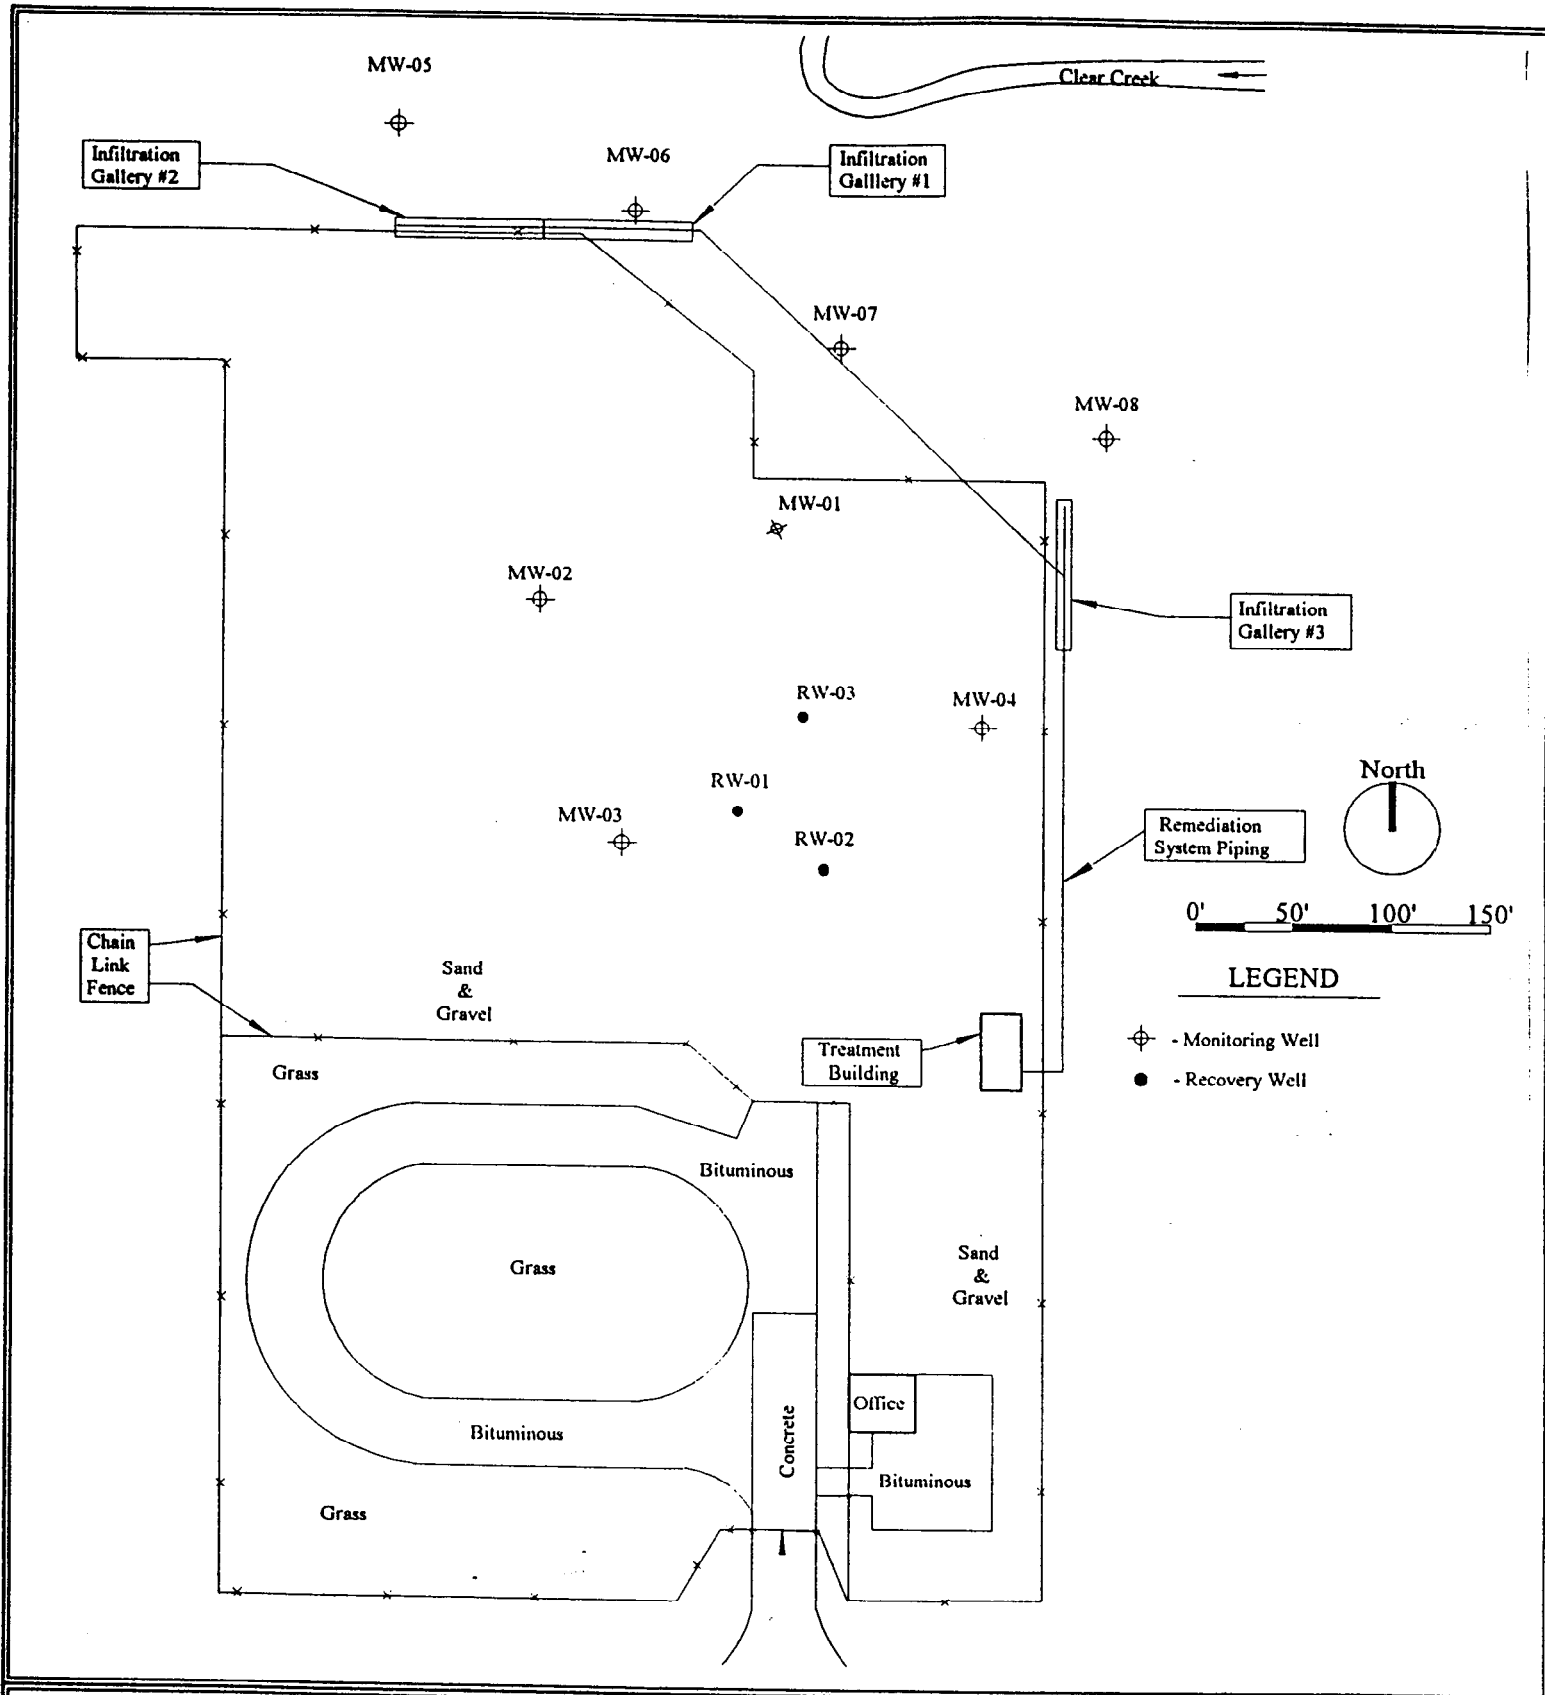 MW-05
Clear Creek
Infiltration
Gallery #2
MW-06
Infiltration
Galllery #1
MW-07
MW-08
MW-01
MW-02
Infiltration
Gallery #3
RW-03
MW-04
North
RW-01
MW-03
RW-02
Remediation
System Piping
0' 50' 100' 150'
Chain
Link
Fence
Sand
&
Gravel
LEGEND
- Monitoring Well
- Recovery Well
Treatment
Building
Grass
Bituminous
Grass
Sand
&
Gravel
Office
Concrete
Bituminous
Bituminous
Grass